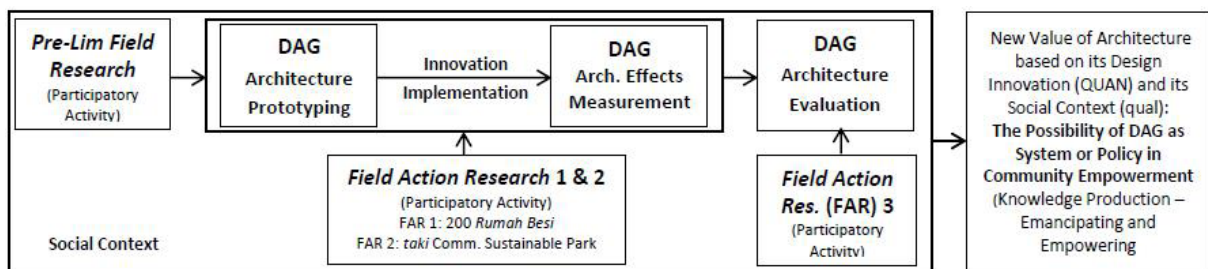 Pre-Lim Field
Research
(Participatory
Activity)
DAG
Architecture
Prototyping
Innovation
Implementation
DAG
Arch. Effects
Measurement
DAG
Architecture
Evaluation
Field Action Research 1 & 2
(Participatory Activity)
FAR 1: 200 Rumah Besi
FAR 2: taki Comm. Sustainable Park
Field Action
Res. (FAR) 3
(Participatory
Activity)
Social Context
New Value of Architecture
based on its Design
Innovation (QUAN) and its
Social Context (qual):
The Possibility of DAG as
System or Policy in
Community Empowerment
(Knowledge Production –
Emancipating and
Empowering